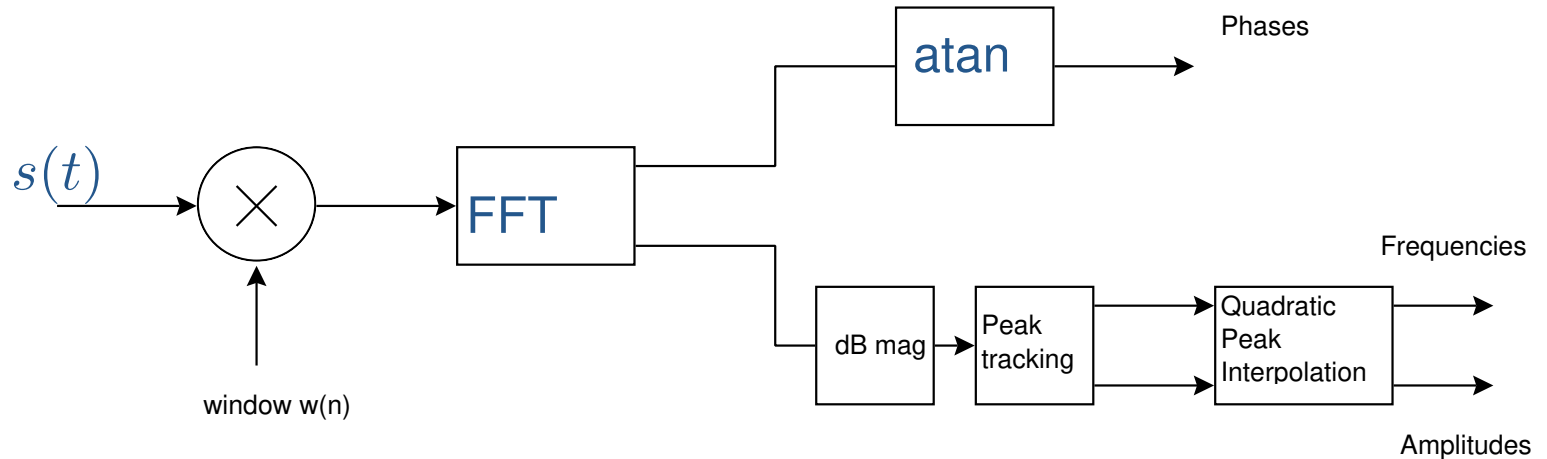 Phases
atan
s(t)
FFT
window w(n)
dB mag
Peak
tracking
Quadratic
Peak
Interpolation
Frequencies
Amplitudes